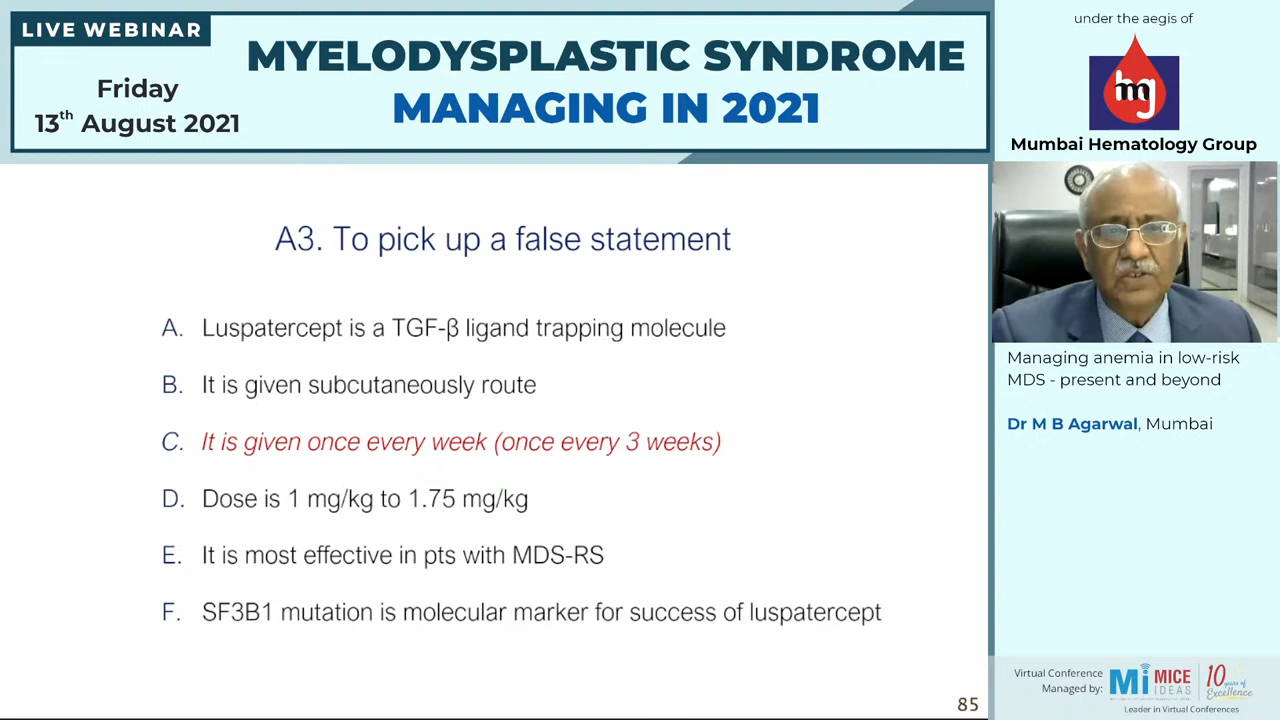 LIVE WEBINAR
Friday
13th August 2021
MYELODYSPLASTIC SYNDROME
MANAGING IN 2021
under the aegis of
hmg
Mumbai Hematology Group
A3. To pick up a false statement
A. Luspatercept is a TGF-β ligand trapping molecule
B. It is given subcutaneously route
C. It is given once every week (once every 3 weeks)
D. Dose is 1 mg/kg to 1.75 mg/kg
E. It is most effective in pts with MDS-RS
F. SF3B1 mutation is molecular marker for success of luspatercept
85
Managing anemia in low-risk
MDS - present and beyond
Dr M B Agarwal, Mumbai
Virtual Conference
Managed by:
Mi MICE
IDEAS
10 years of
Excellence
Leader in Virtual Conferences